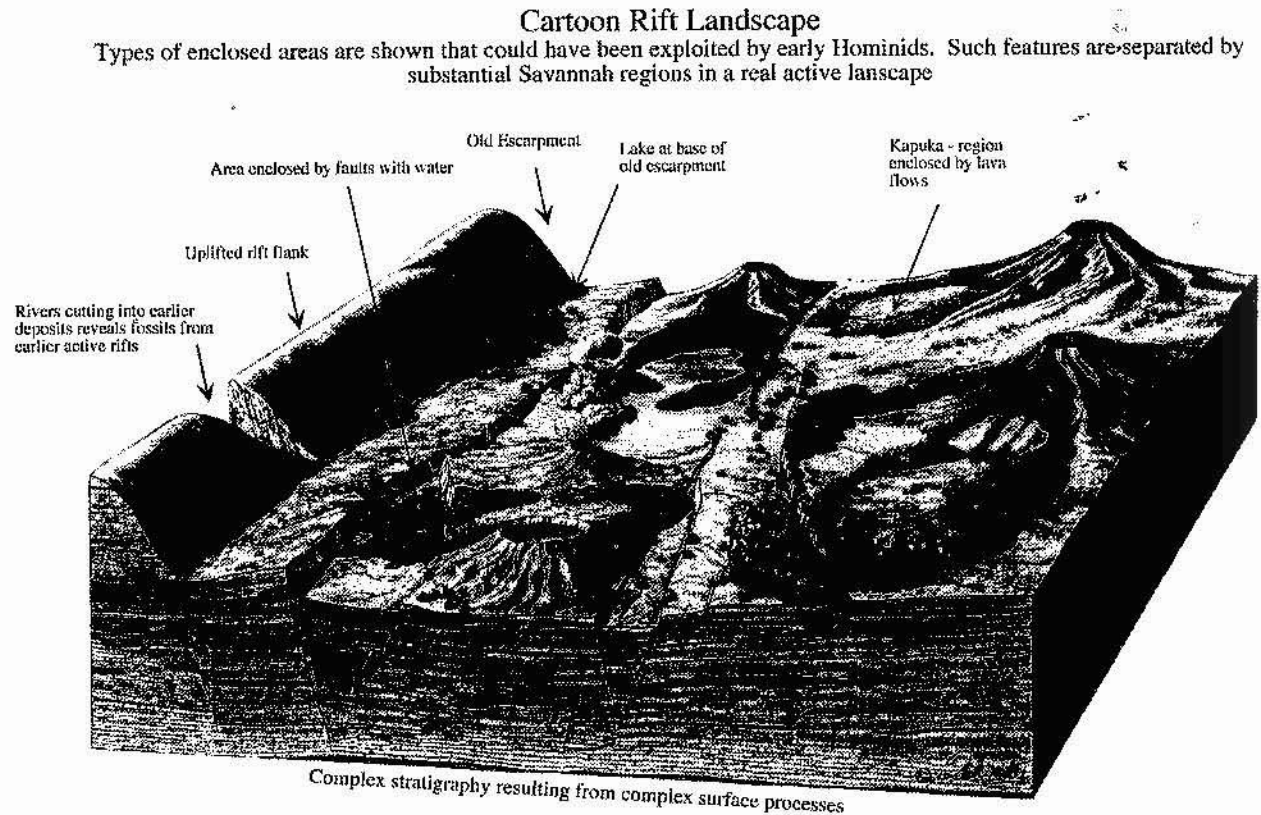 Cartoon Rift Landscape
Types of enclosed areas are shown that could have been exploited by early Hominids. Such features are separated by
substantial Savannah regions in a real active lanscape
Old Escarpment
Area enclosed by faults with water
Lake at base of
old escarpment
Kapuka - region
enclosed by lava
flows
Uplifted rift flank
Rivers cutting into earlier
deposits reveals fossils from
earlier active rifts
Complex stratigraphy resulting from complex surface processes